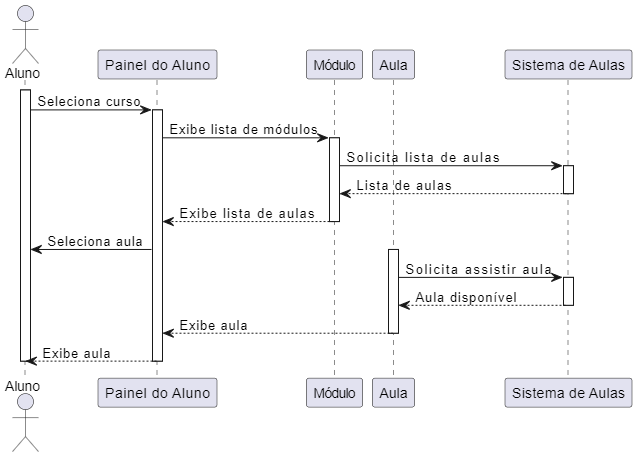 Aluno
Painel do Aluno
Módulo
Aula
Sistema de Aulas
Seleciona curso
Exibe lista de módulos
Solicita lista de aulas
Lista de aulas
Exibe lista de aulas
Seleciona aula
Solicita assistir aula
Aula disponível
Exibe aula
Exibe aula
Aluno
Painel do Aluno
Módulo
Aula
Sistema de Aulas